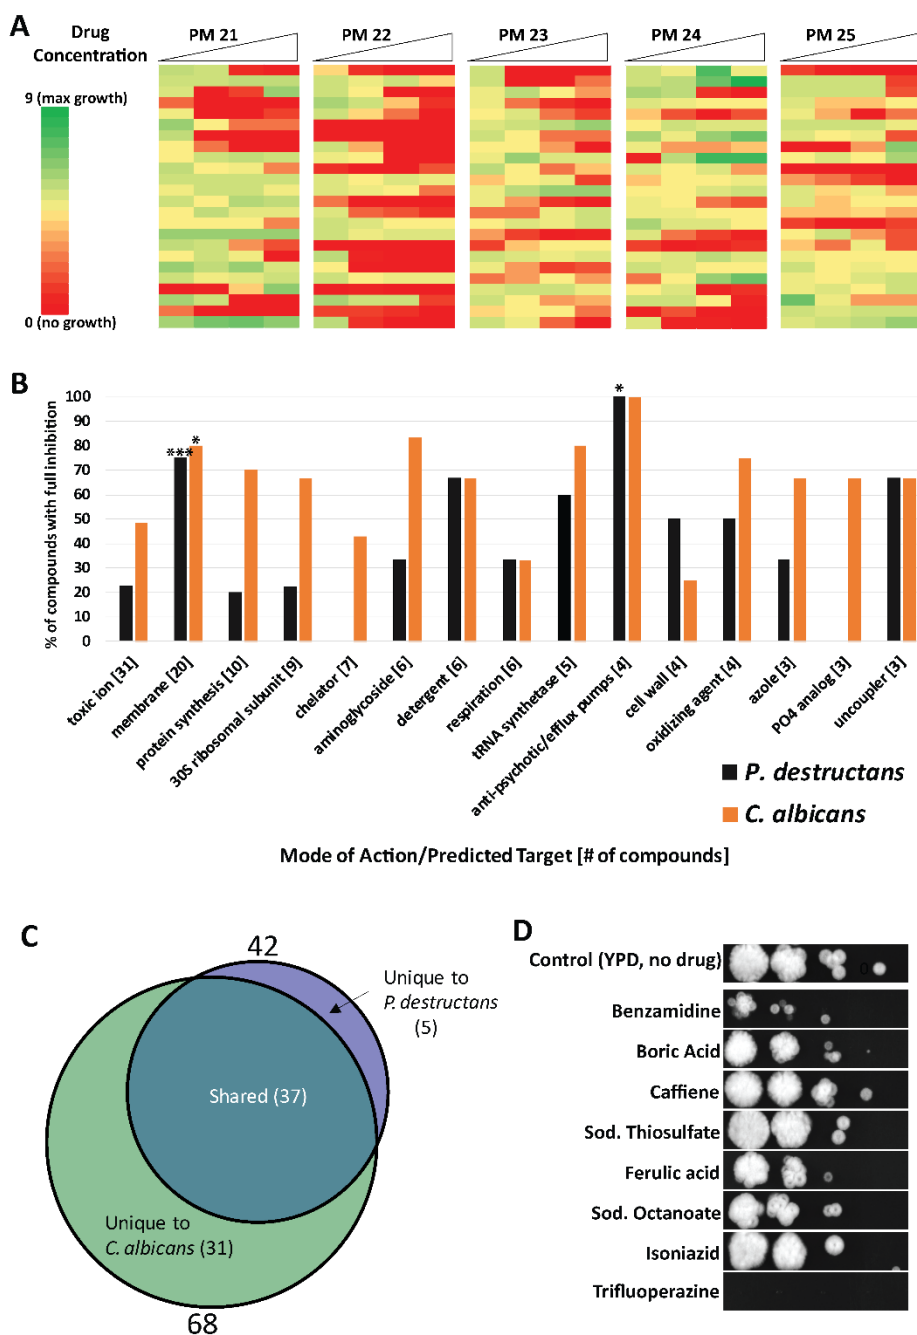 A
Drug
Concentration
PM 21
PM 22
PM 23
PM 24
PM 25
9 (max growth)
0 (no growth)
B
% of compounds with full inhibition
100
90
80
70
60
50
40
30
20
10
0
***
*
*
toxic ion [31]
membrane [20]
protein synthesis [10]
30S ribosomal subunit [9]
chelator [7]
aminoglycoside [6]
detergent [6]
respiration [6]
tRNA synthetase [5]
anti-psychotic/efflux pumps [4]
cell wall [4]
oxidizing agent [4]
azole [3]
PO4 analog [3]
uncoupler [3]
P. destructans
C. albicans
Mode of Action/Predicted Target [# of compounds]
C
42
Unique to
P. destructans
(5)
Shared (37)
Unique to
C. albicans (31)
68
D
Control (YPD, no drug)
Benzamidine
Boric Acid
Caffiene
Sod. Thiosulfate
Ferulic acid
Sod. Octanoate
Isoniazid
Trifluoperazine